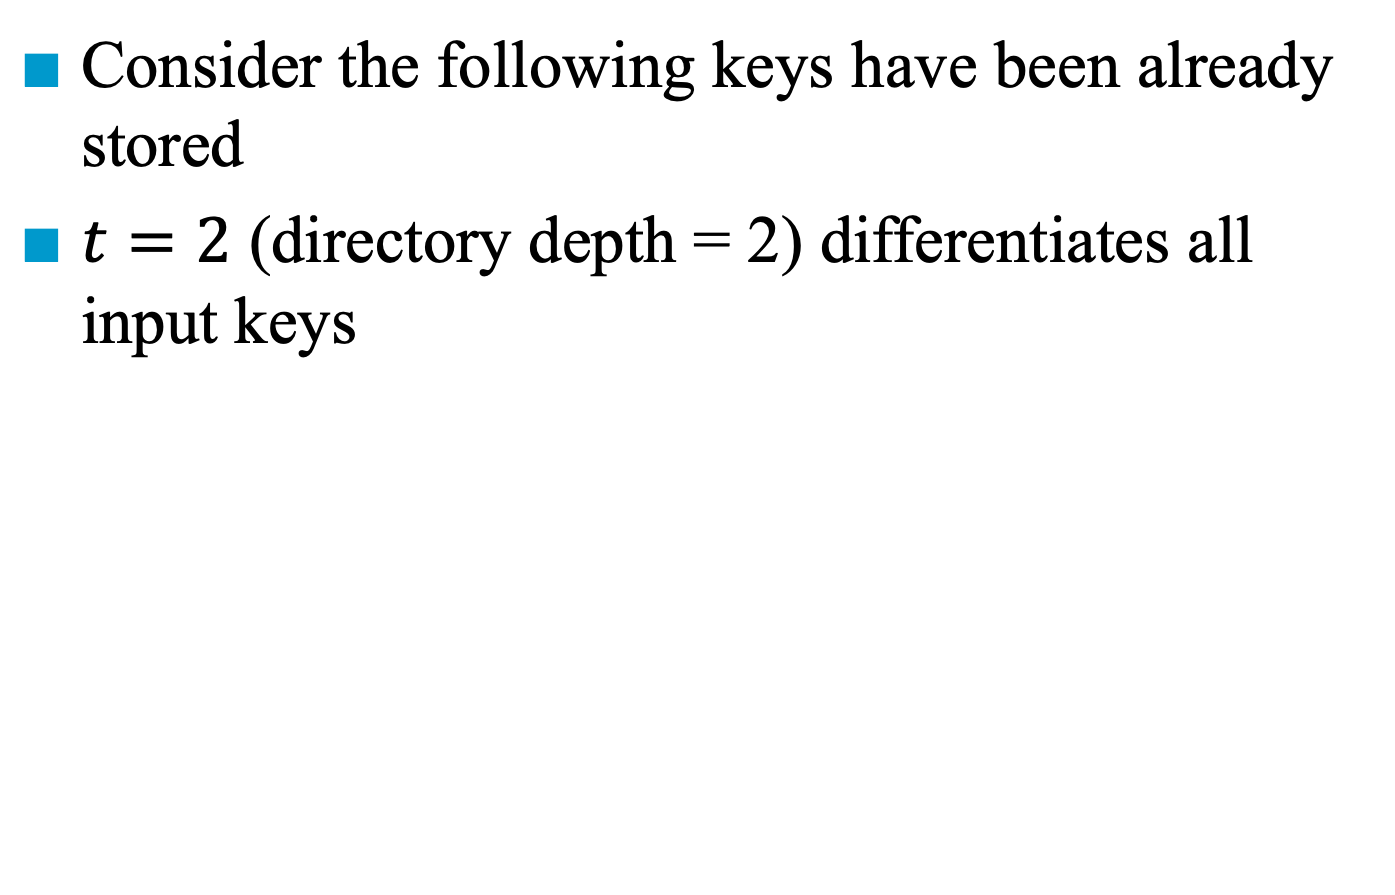 Consider the following keys have been already
stored
t = 2 (directory depth = 2) differentiates all
input keys